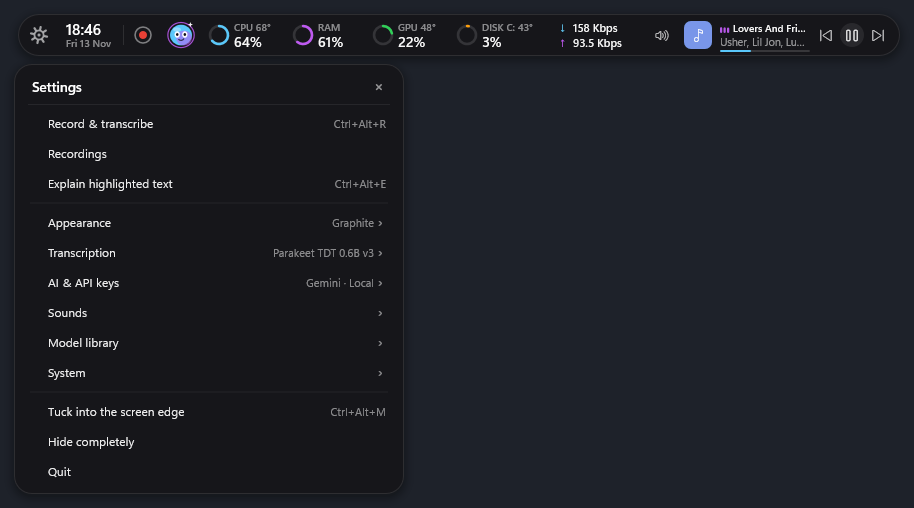 18:46
Fri 13 Nov
CPU 68°
64%
RAM
61%
GPU 48°
22%
DISK C: 43°
3%
↓ 158 Kbps
↑ 93.5 Kbps
Lovers And Fri...
Usher, Lil Jon, Lu...
Settings ×
Record & transcribe Ctrl+Alt+R
Recordings
Explain highlighted text Ctrl+Alt+E
Appearance Graphite ›
Transcription Parakeet TDT 0.6B v3 ›
AI & API keys Gemini · Local ›
Sounds ›
Model library ›
System ›
Tuck into the screen edge Ctrl+Alt+M
Hide completely
Quit